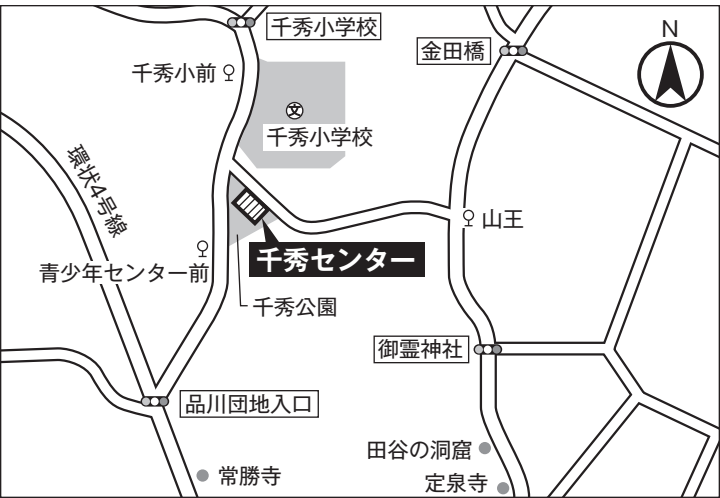 千秀小学校
金田橋
N
千秀小前
文
千秀小学校
環状4号線
山王
千秀センター
青少年センター前
千秀公園
御霊神社
品川団地入口
田谷の洞窟
常勝寺
定泉寺